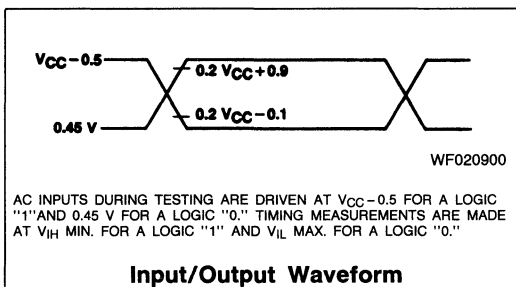 VCC−0.5
0.2 VCC+0.9
0.2 VCC−0.1
0.45 V
WF020900
AC INPUTS DURING TESTING ARE DRIVEN AT VCC−0.5 FOR A LOGIC
"1"AND 0.45 V FOR A LOGIC "0." TIMING MEASUREMENTS ARE MADE
AT VIH MIN. FOR A LOGIC "1" AND VIL MAX. FOR A LOGIC "0."
Input/Output Waveform